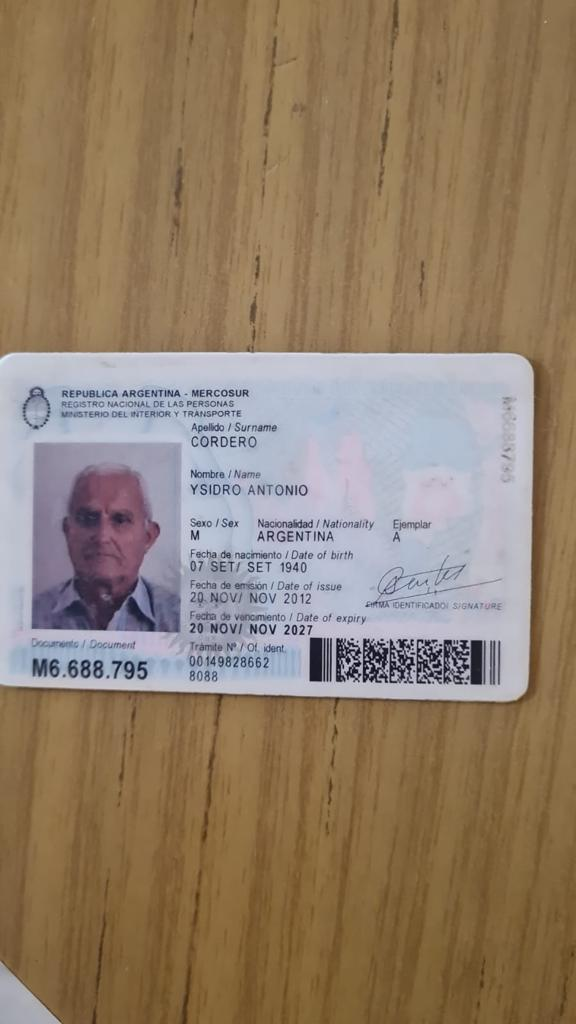 REPUBLICA ARGENTINA - MERCOSUR
REGISTRO NACIONAL DE LAS PERSONAS
MINISTERIO DEL INTERIOR Y TRANSPORTE
Apellido / Surname
CORDERO
Nombre / Name
YSIDRO ANTONIO
Sexo / Sex Nacionalidad / Nationality Ejemplar
M ARGENTINA A
Fecha de nacimiento / Date of birth
07 SET/ SET 1940
Fecha de emisión / Date of issue
20 NOV/ NOV 2012
FIRMA IDENTIFICADO/ SIGNATURE
Fecha de vencimiento / Date of expiry
20 NOV/ NOV 2027
Documento / Document
M6.688.795
Trámite Nº / Of. ident.
00149828662
8088